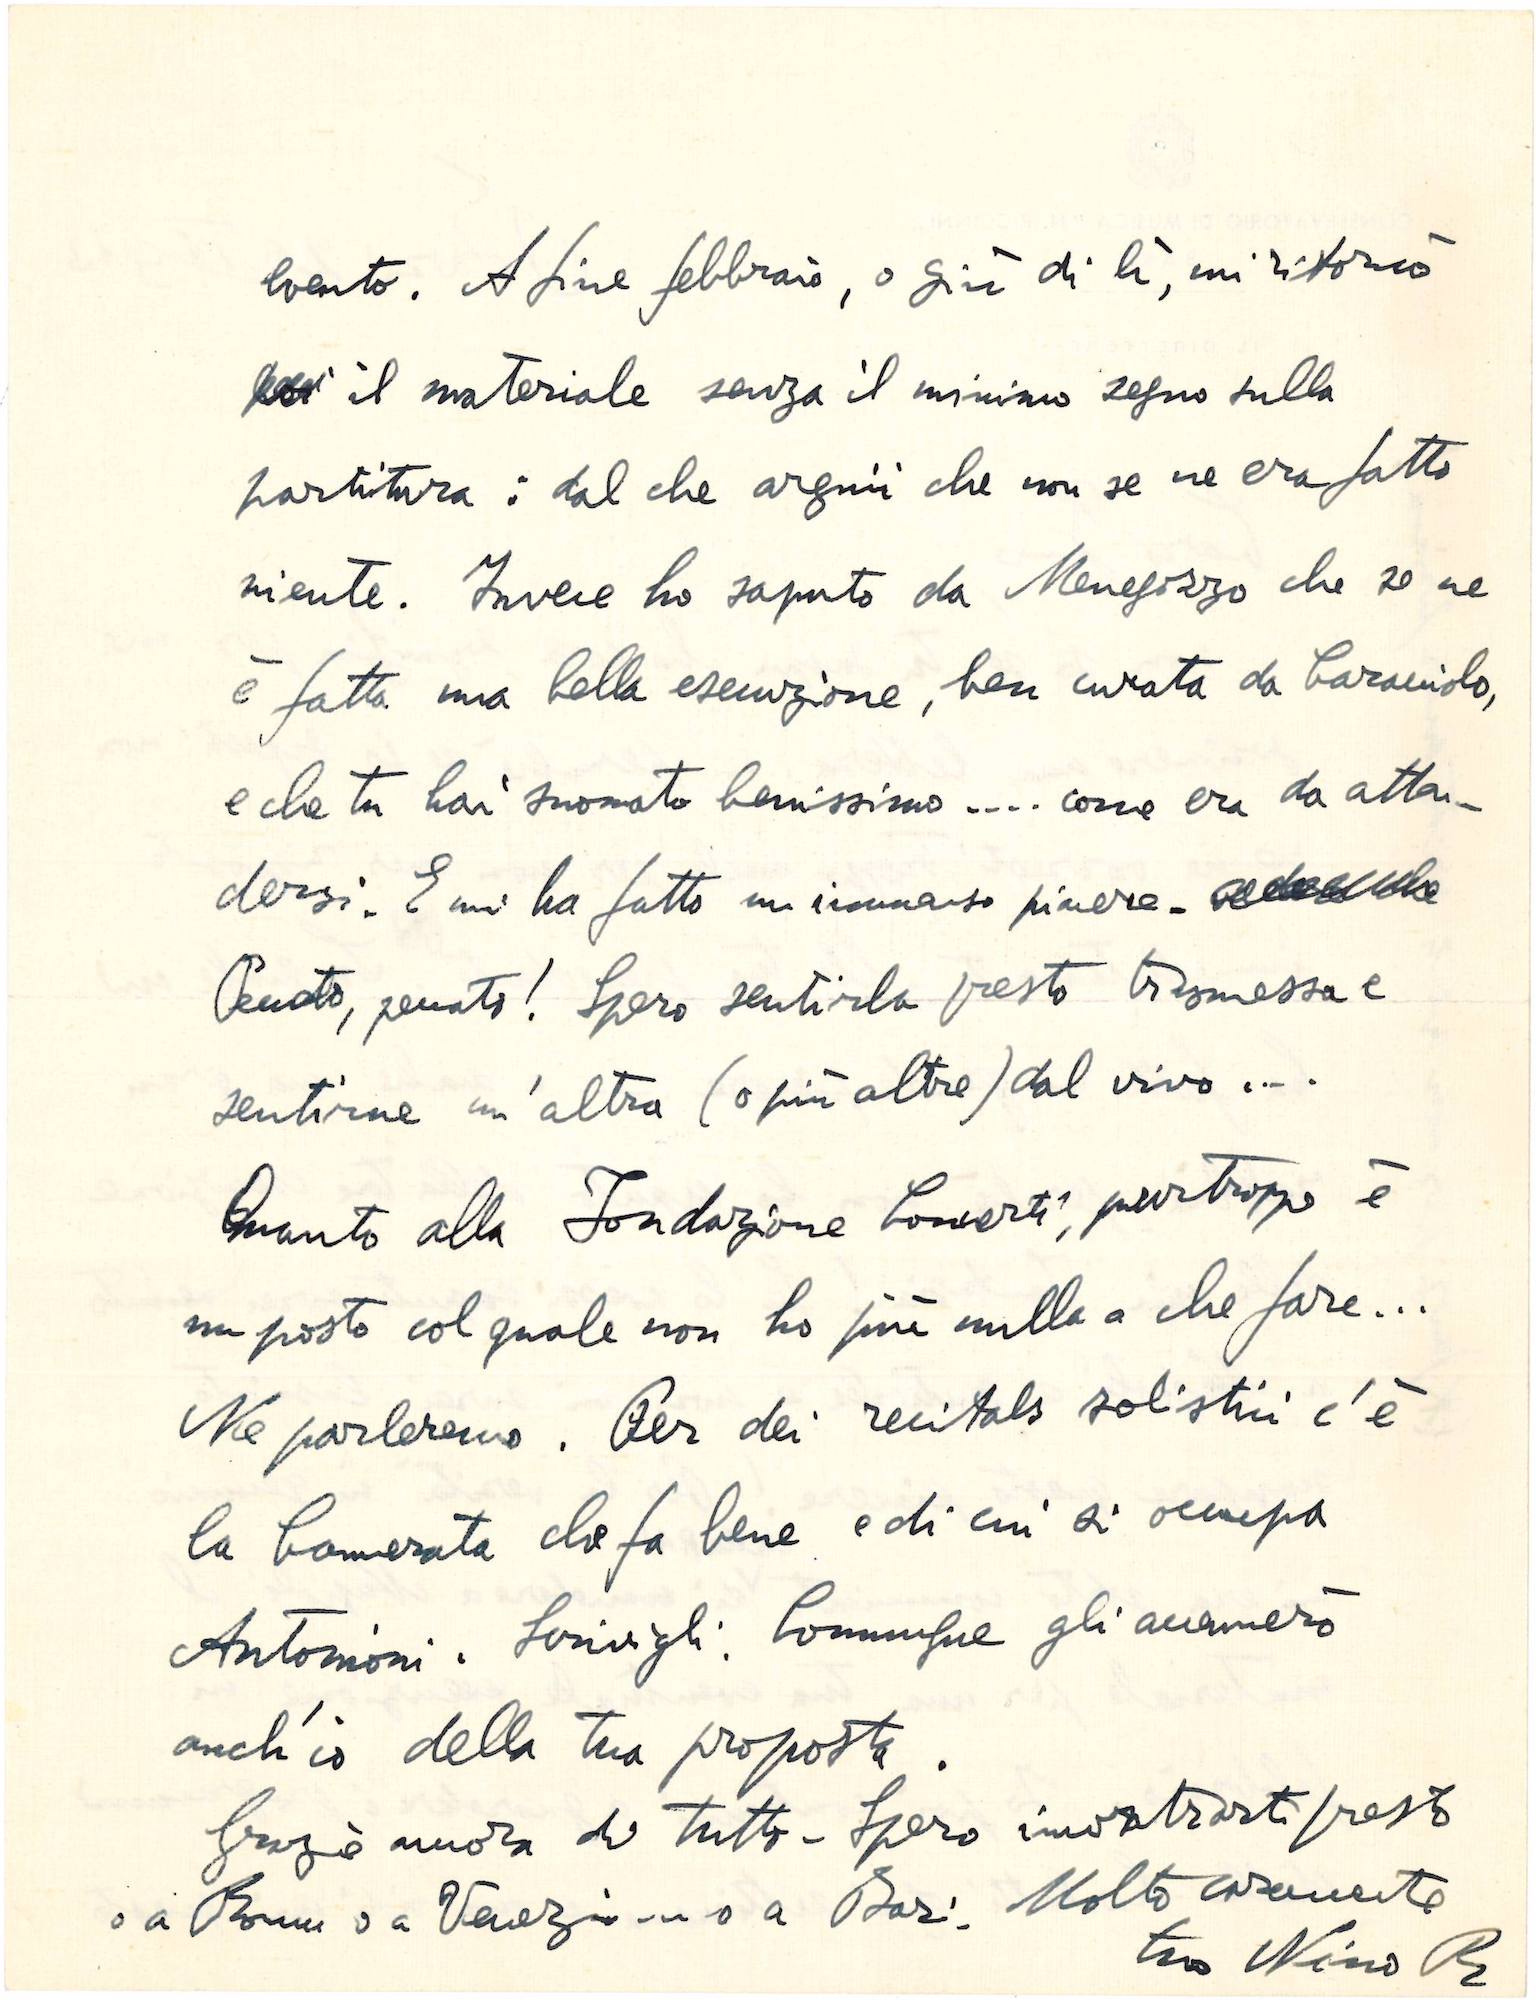 evento. A fine febbraio, o giù di lì, mi ritornò
il materiale senza il minimo segno sulla
partitura : dal che arguii che non se ne era fatto
niente. Invece ho saputo da Menegozzo che se ne
è fatta una bella esecuzione, ben curata da Caracciolo,
e che tu hai suonato benissimo .... come era da atten-
dersi. E mi ha fatto un immenso piacere -
Penato, penato! Spero sentirla presto trasmessa e
sentirne un'altra (o più altre) dal vivo ....
Quanto alla Fondazione Concerti, purtroppo è
un posto col quale non ho più nulla a che fare...
Ne parleremo. Per dei recitals solistici c'è
la Camerata che fa bene e di cui si occupa
Antonioni. Scrivigli. Comunque gli accennerò
anch'io della tua proposta.
Grazie ancora di tutto - Spero incontrarti presto
o a Roma o a Venezia .... o a Bari. Molto caramente
tuo Nino R